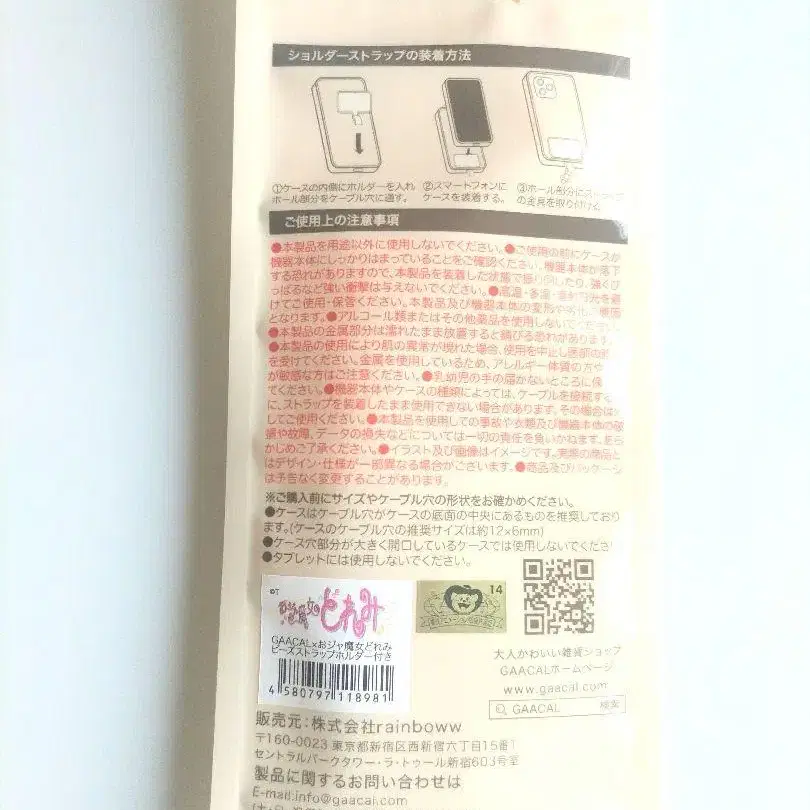 ショルダーストラップの装着方法
①ケースの内側にホルダーを入れ
ホール部分をケーブル穴に通す。
②スマートフォンに
ケースを装着する。
③ホール部分にストラップ
の金具を取り付ける。
ご使用上の注意事項
●本製品を用途以外に使用しないでください。●ご使用の前にケースが
機器本体にしっかりはまっていることをご確認ください。機器本体が落下
する恐れがありますので、本製品を装着した状態で振り回したり、強くひ
っぱるなど強い衝撃は与えないでください。●高温・多湿・直射日光を避
けてご使用・保管ください。本製品及び機器本体の変形や劣化、
となります。●アルコール類またはその他薬品を使用しないでください。
●本製品の金属部分は濡れたまま放置すると錆びる恐れがあります。
●本製品の使用により肌の異常が現れた場合、使用を中止し医師の
を受けてください。金属を使用しているため、アレルギー体質の方や
が敏感な方はご注意ください。●乳幼児の手の届かないところに保
てください。●機器本体やケースの種類によっては、ケーブルを接続す
に、ストラップを装着したまま使用できない場合があります。その場合は
してご使用ください。●本製品を使用しての事故や衣類及び機器本体の破
損や故障、データの損失などについては一切の責任を負いかねます。あら
かじめご了承ください。●イラスト及び画像はイメージです。実際の商品と
はデザイン・仕様が一部異なる場合がございます。●商品及びパッケージ
は予告なく変更することがあります。
※ご購入前にサイズやケーブル穴の形状をお確かめください。
●ケースはケーブル穴がケースの底面の中央にあるものを推奨しており
ます。(ケースのケーブル穴の推奨サイズは約12×6mm)
●ケース穴部分が大きく開口しているケースでは使用しないでくださ
●タブレットには使用しないでください。
©T
おジャ魔女どれみ
14
GAACAL×おジャ魔女どれみ
ビーズストラップホルダー付き
4 580797 118981
大人かわいい雑貨ショップ
GAACALホームページ
www.gaacal.com
GAACAL 検索
販売元:株式会社rainboww
〒160-0023 東京都新宿区西新宿六丁目15番1
セントラルパークタワー・ラ・トゥール新宿603号室
製品に関するお問い合わせは
E-mail.info@gaacal.com